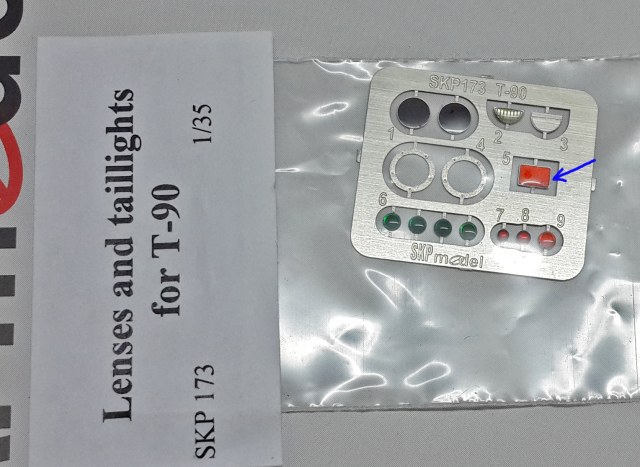 Lenses and taillights
for T-90
1/35
SKP 173
SKP173 T-90
1
2
3
4
5
6
7
8
9
SKP model